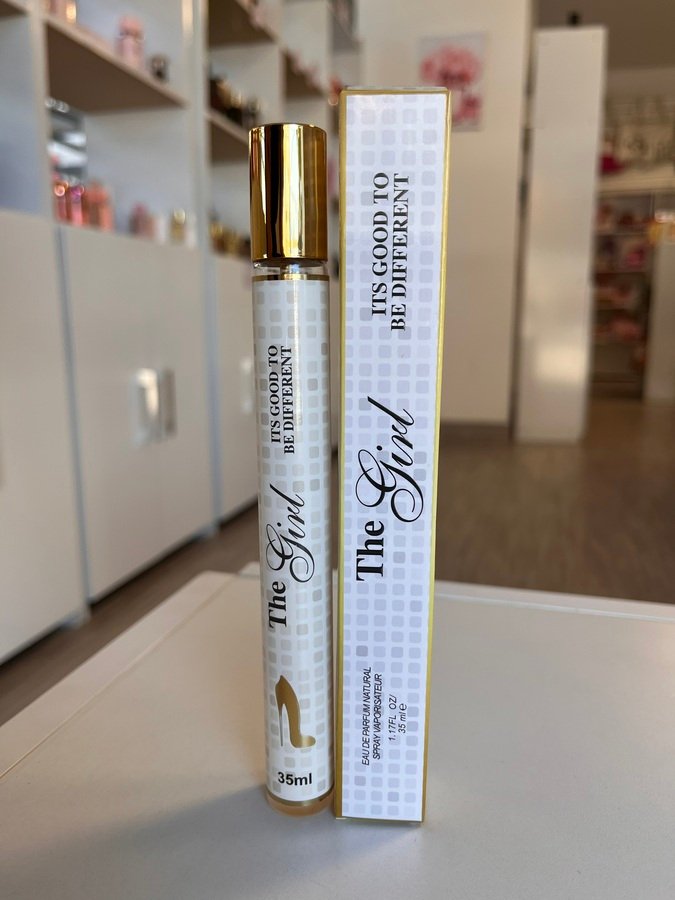 ITS GOOD TO
BE DIFFERENT
The Girl
35ml
ITS GOOD TO
BE DIFFERENT
The Girl
EAU DE PARFUM NATURAL
SPRAY VAPORISATEUR
1.17FL OZ/
35 ml e